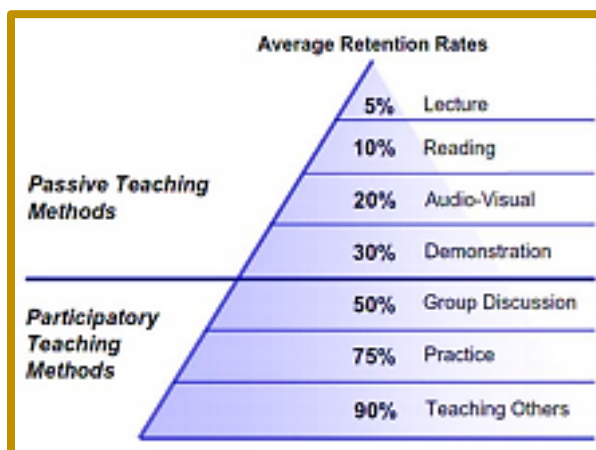 Average Retention Rates
5% Lecture
10% Reading
Passive Teaching
Methods
20% Audio-Visual
30% Demonstration
Participatory
Teaching
Methods
50% Group Discussion
75% Practice
90% Teaching Others